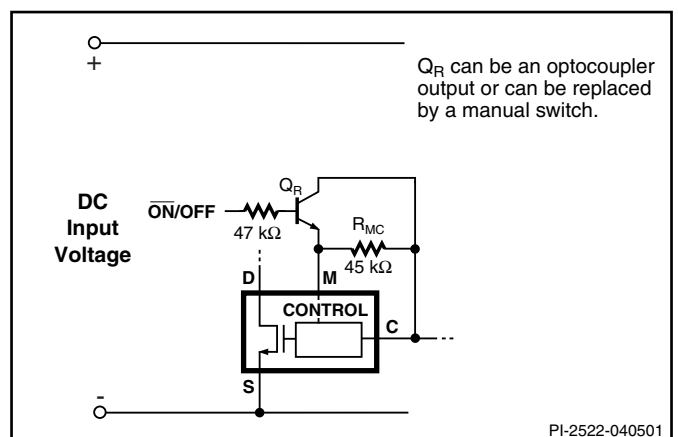 +
Q_R can be an optocoupler
output or can be replaced
by a manual switch.
Q_R
DC
Input
Voltage
ON/OFF
47 kΩ
R_MC
45 kΩ
D
M
CONTROL
C
S
-
PI-2522-040501